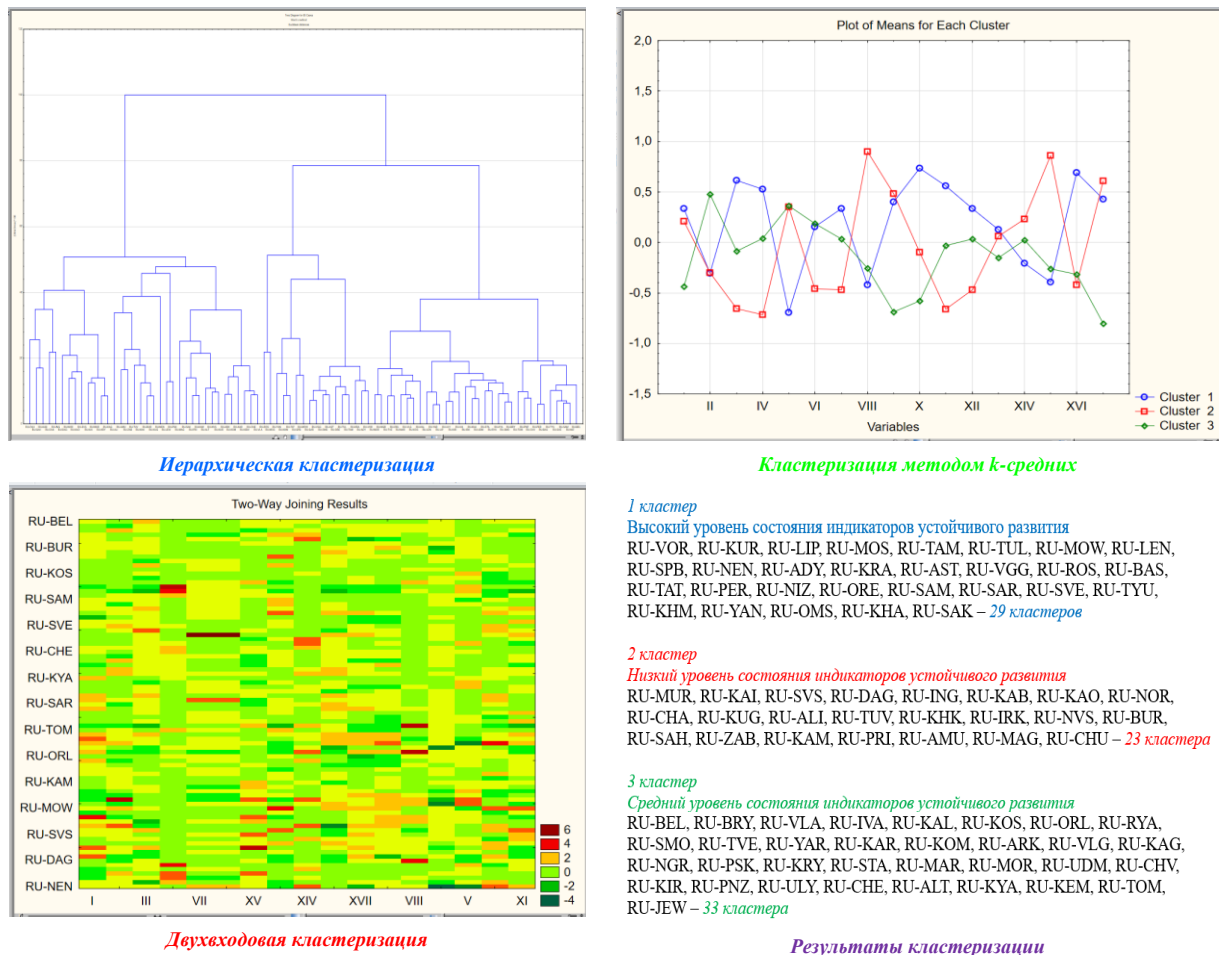 Plot of Means for Each Cluster
2,0
1,5
1,0
0,5
0,0
-0,5
-1,0
-1,5
II IV VI VIII X XII XIV XVI
Variables
Cluster 1
Cluster 2
Cluster 3
Иерархическая кластеризация
Кластеризация методом k-средних
Two-Way Joining Results
RU-BEL
RU-BUR
RU-KOS
RU-SAM
RU-SVE
RU-CHE
RU-KYA
RU-SAR
RU-TOM
RU-ORL
RU-KAM
RU-MOW
RU-SVS
RU-DAG
RU-NEN
I III VII XV XIV XVII VIII V XI
6
4
2
0
-2
-4
Двухвходовая кластеризация
1 кластер
Высокий уровень состояния индикаторов устойчивого развития
RU-VOR, RU-KUR, RU-LIP, RU-MOS, RU-TAM, RU-TUL, RU-MOW, RU-LEN,
RU-SPB, RU-NEN, RU-ADY, RU-KRA, RU-AST, RU-VGG, RU-ROS, RU-BAS,
RU-TAT, RU-PER, RU-NIZ, RU-ORE, RU-SAM, RU-SAR, RU-SVE, RU-TYU,
RU-KHM, RU-YAN, RU-OMS, RU-KHA, RU-SAK – 29 кластеров
2 кластер
Низкий уровень состояния индикаторов устойчивого развития
RU-MUR, RU-KAI, RU-SVS, RU-DAG, RU-ING, RU-KAB, RU-KAO, RU-NOR,
RU-CHA, RU-KUG, RU-ALI, RU-TUV, RU-KHK, RU-IRK, RU-NVS, RU-BUR,
RU-SAH, RU-ZAB, RU-KAM, RU-PRI, RU-AMU, RU-MAG, RU-CHU – 23 кластера
3 кластер
Средний уровень состояния индикаторов устойчивого развития
RU-BEL, RU-BRY, RU-VLA, RU-IVA, RU-KAL, RU-KOS, RU-ORL, RU-RYA,
RU-SMO, RU-TVE, RU-YAR, RU-KAR, RU-KOM, RU-ARK, RU-VLG, RU-KAG,
RU-NGR, RU-PSK, RU-KRY, RU-STA, RU-MAR, RU-MOR, RU-UDM, RU-CHV,
RU-KIR, RU-PNZ, RU-ULY, RU-CHE, RU-ALT, RU-KYA, RU-KEM, RU-TOM,
RU-JEW – 33 кластера
Результаты кластеризации